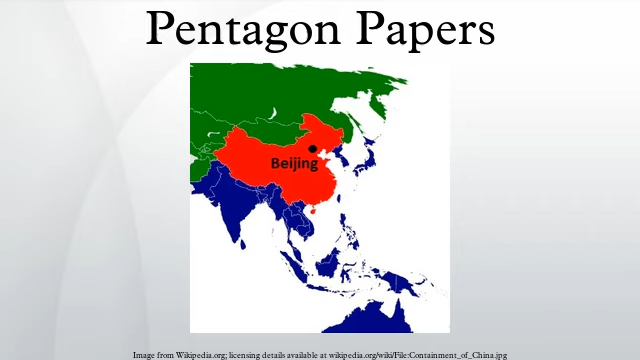 Pentagon Papers
Beijing
Image from Wikipedia.org; licensing details available at wikipedia.org/wiki/File:Containment_of_China.jpg